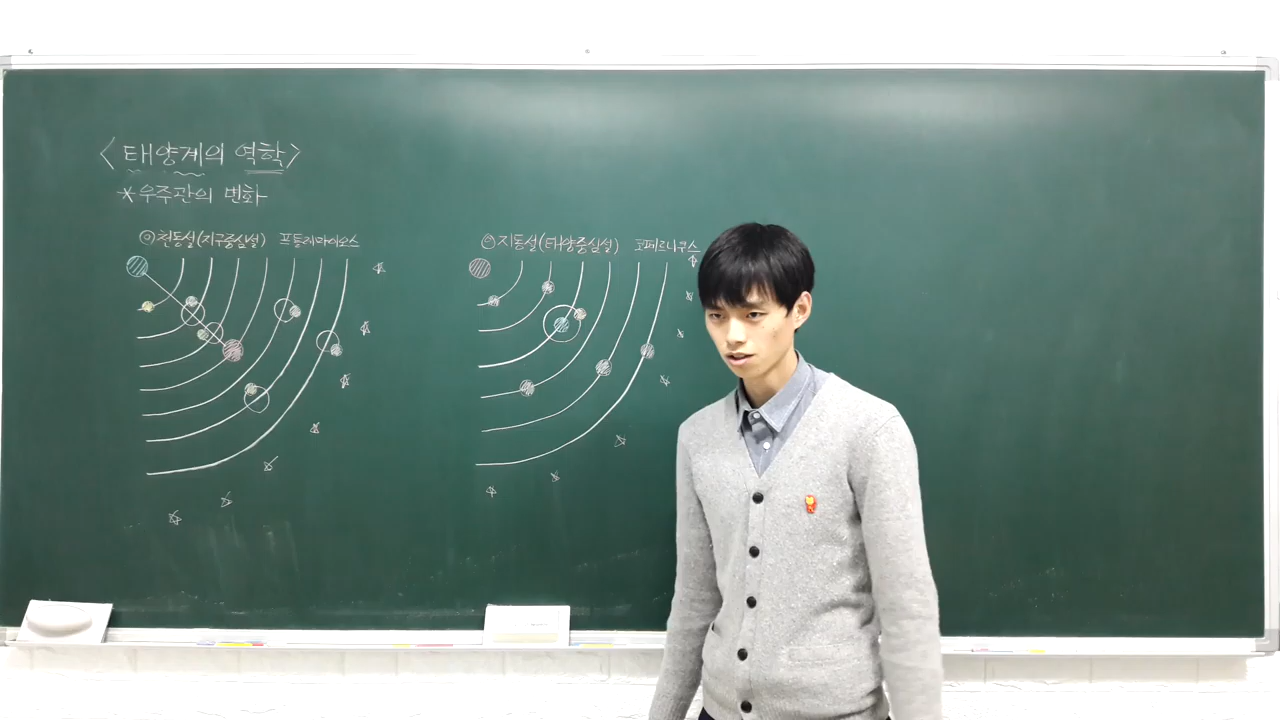 <태양계의 역학>
*우주관의 변화
㉠ 천동설(지구중심설) 프톨레마이오스
㉡ 지동설(태양중심설) 코페르니쿠스